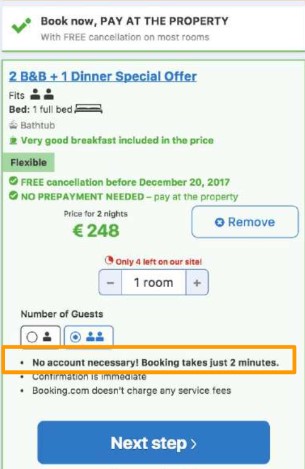 Book now, PAY AT THE PROPERTY
With FREE cancellation on most rooms
2 B&B + 1 Dinner Special Offer
Fits
Bed: 1 full bed
Bathtub
Very good breakfast included in the price
Flexible
FREE cancellation before December 20, 2017
NO PREPAYMENT NEEDED – pay at the property
Price for 2 nights
€ 248
Remove
Only 4 left on our site!
− 1 room +
Number of Guests
No account necessary! Booking takes just 2 minutes.
Confirmation is immediate
Booking.com doesn't charge any service fees
Next step ›